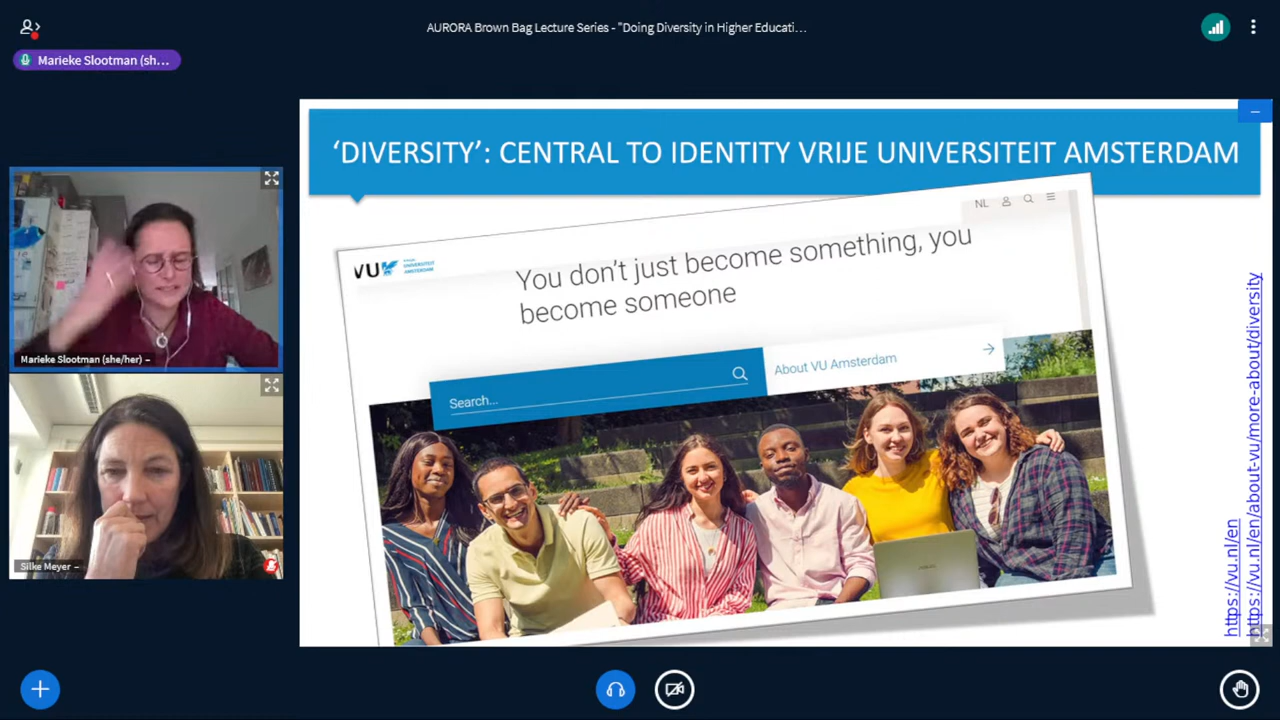 AURORA Brown Bag Lecture Series - "Doing Diversity in Higher Educati...
Marieke Slootman (sh...
Marieke Slootman (she/her) –
Silke Meyer –
‘DIVERSITY’: CENTRAL TO IDENTITY VRIJE UNIVERSITEIT AMSTERDAM
NL
VU
UNIVERSITEIT
AMSTERDAM
You don’t just become something, you
become someone
Search...
About VU Amsterdam
https://vu.nl/en
https://vu.nl/en/about-vu/more-about/diversity